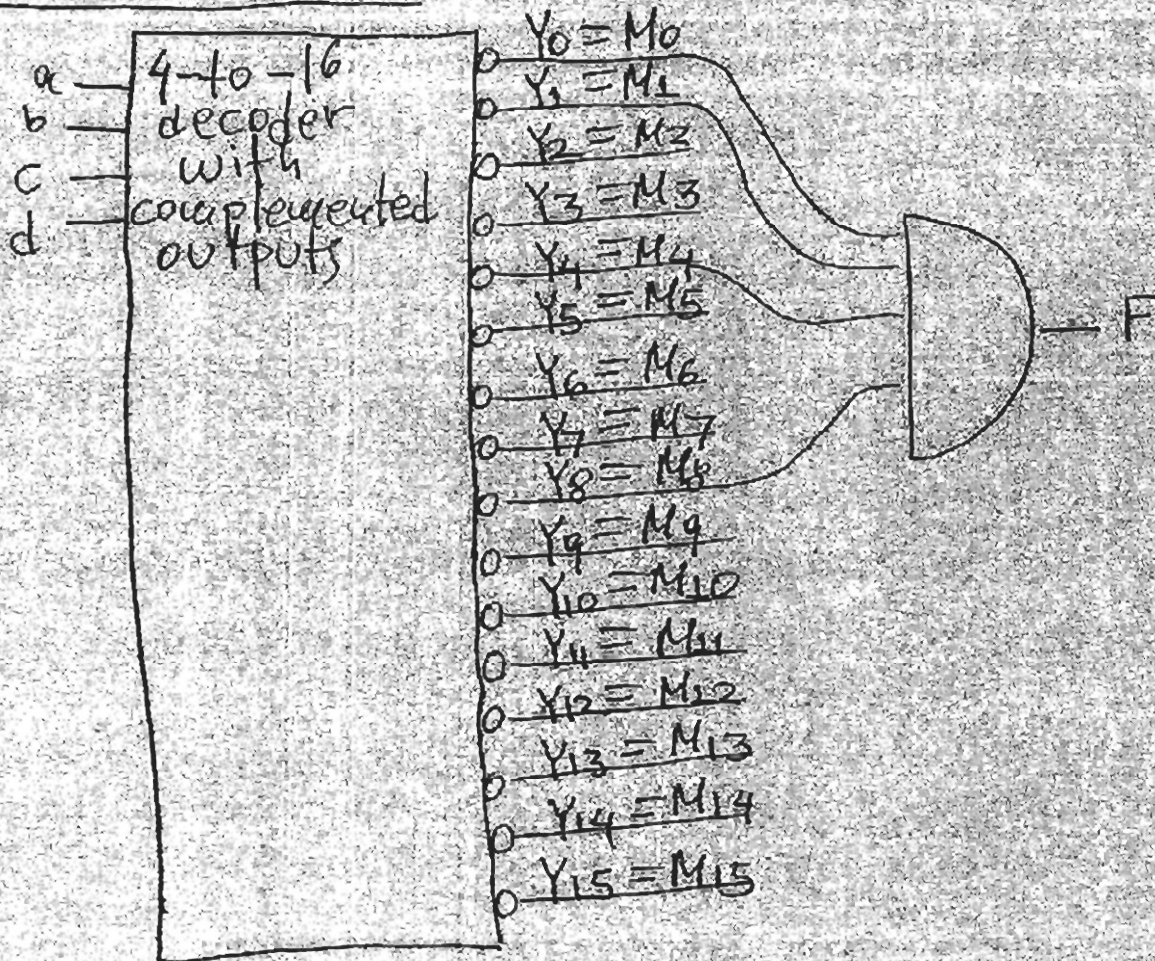 a
b
c
d
4-to-16
decoder
with
complemented
outputs
Y0 = M0
Y1 = M1
Y2 = M2
Y3 = M3
Y4 = M4
Y5 = M5
Y6 = M6
Y7 = M7
Y8 = M8
Y9 = M9
Y10 = M10
Y11 = M11
Y12 = M12
Y13 = M13
Y14 = M14
Y15 = M15
F